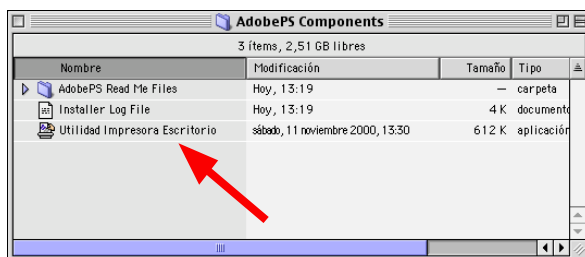 AdobePS Components
3 ítems, 2,51 GB libres
Nombre Modificación Tamaño Tipo
AdobePS Read Me Files Hoy, 13:19 — carpeta
Installer Log File Hoy, 13:19 4 K documento
Utilidad Impresora Escritorio sábado, 11 noviembre 2000, 13:30 612 K aplicación